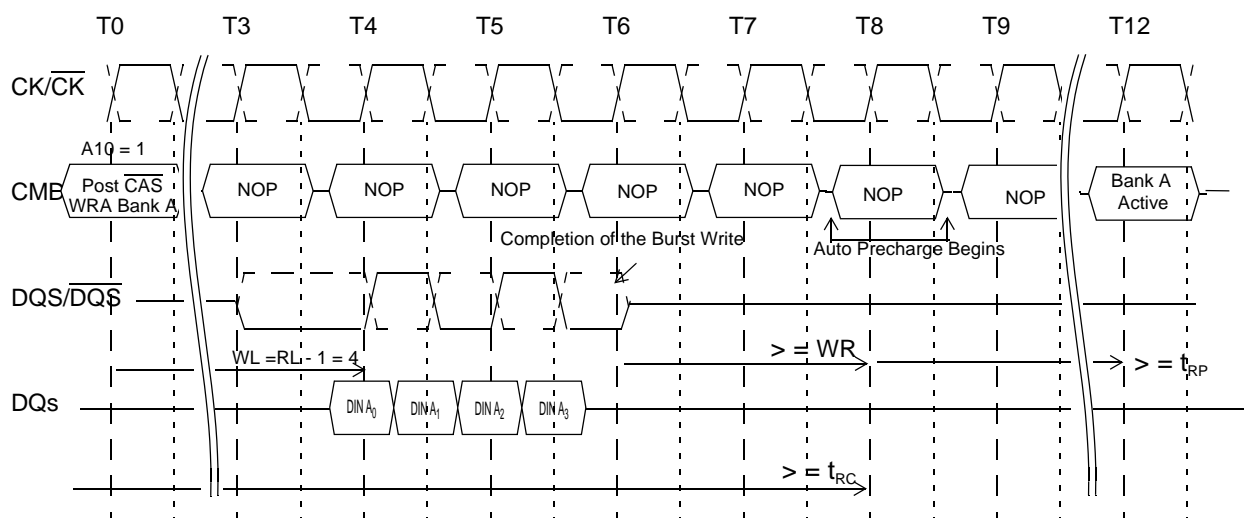 T0 T3 T4 T5 T6 T7 T8 T9 T12
CK/CK
A10 = 1
CMB
Post CAS
WRA Bank A
NOP NOP NOP NOP NOP NOP NOP
Bank A
Active
Completion of the Burst Write
Auto Precharge Begins
DQS/DQS
WL =RL - 1 = 4
> = WR
> = tRP
DQs
DIN A0 DIN A1 DIN A2 DIN A3
> = tRC